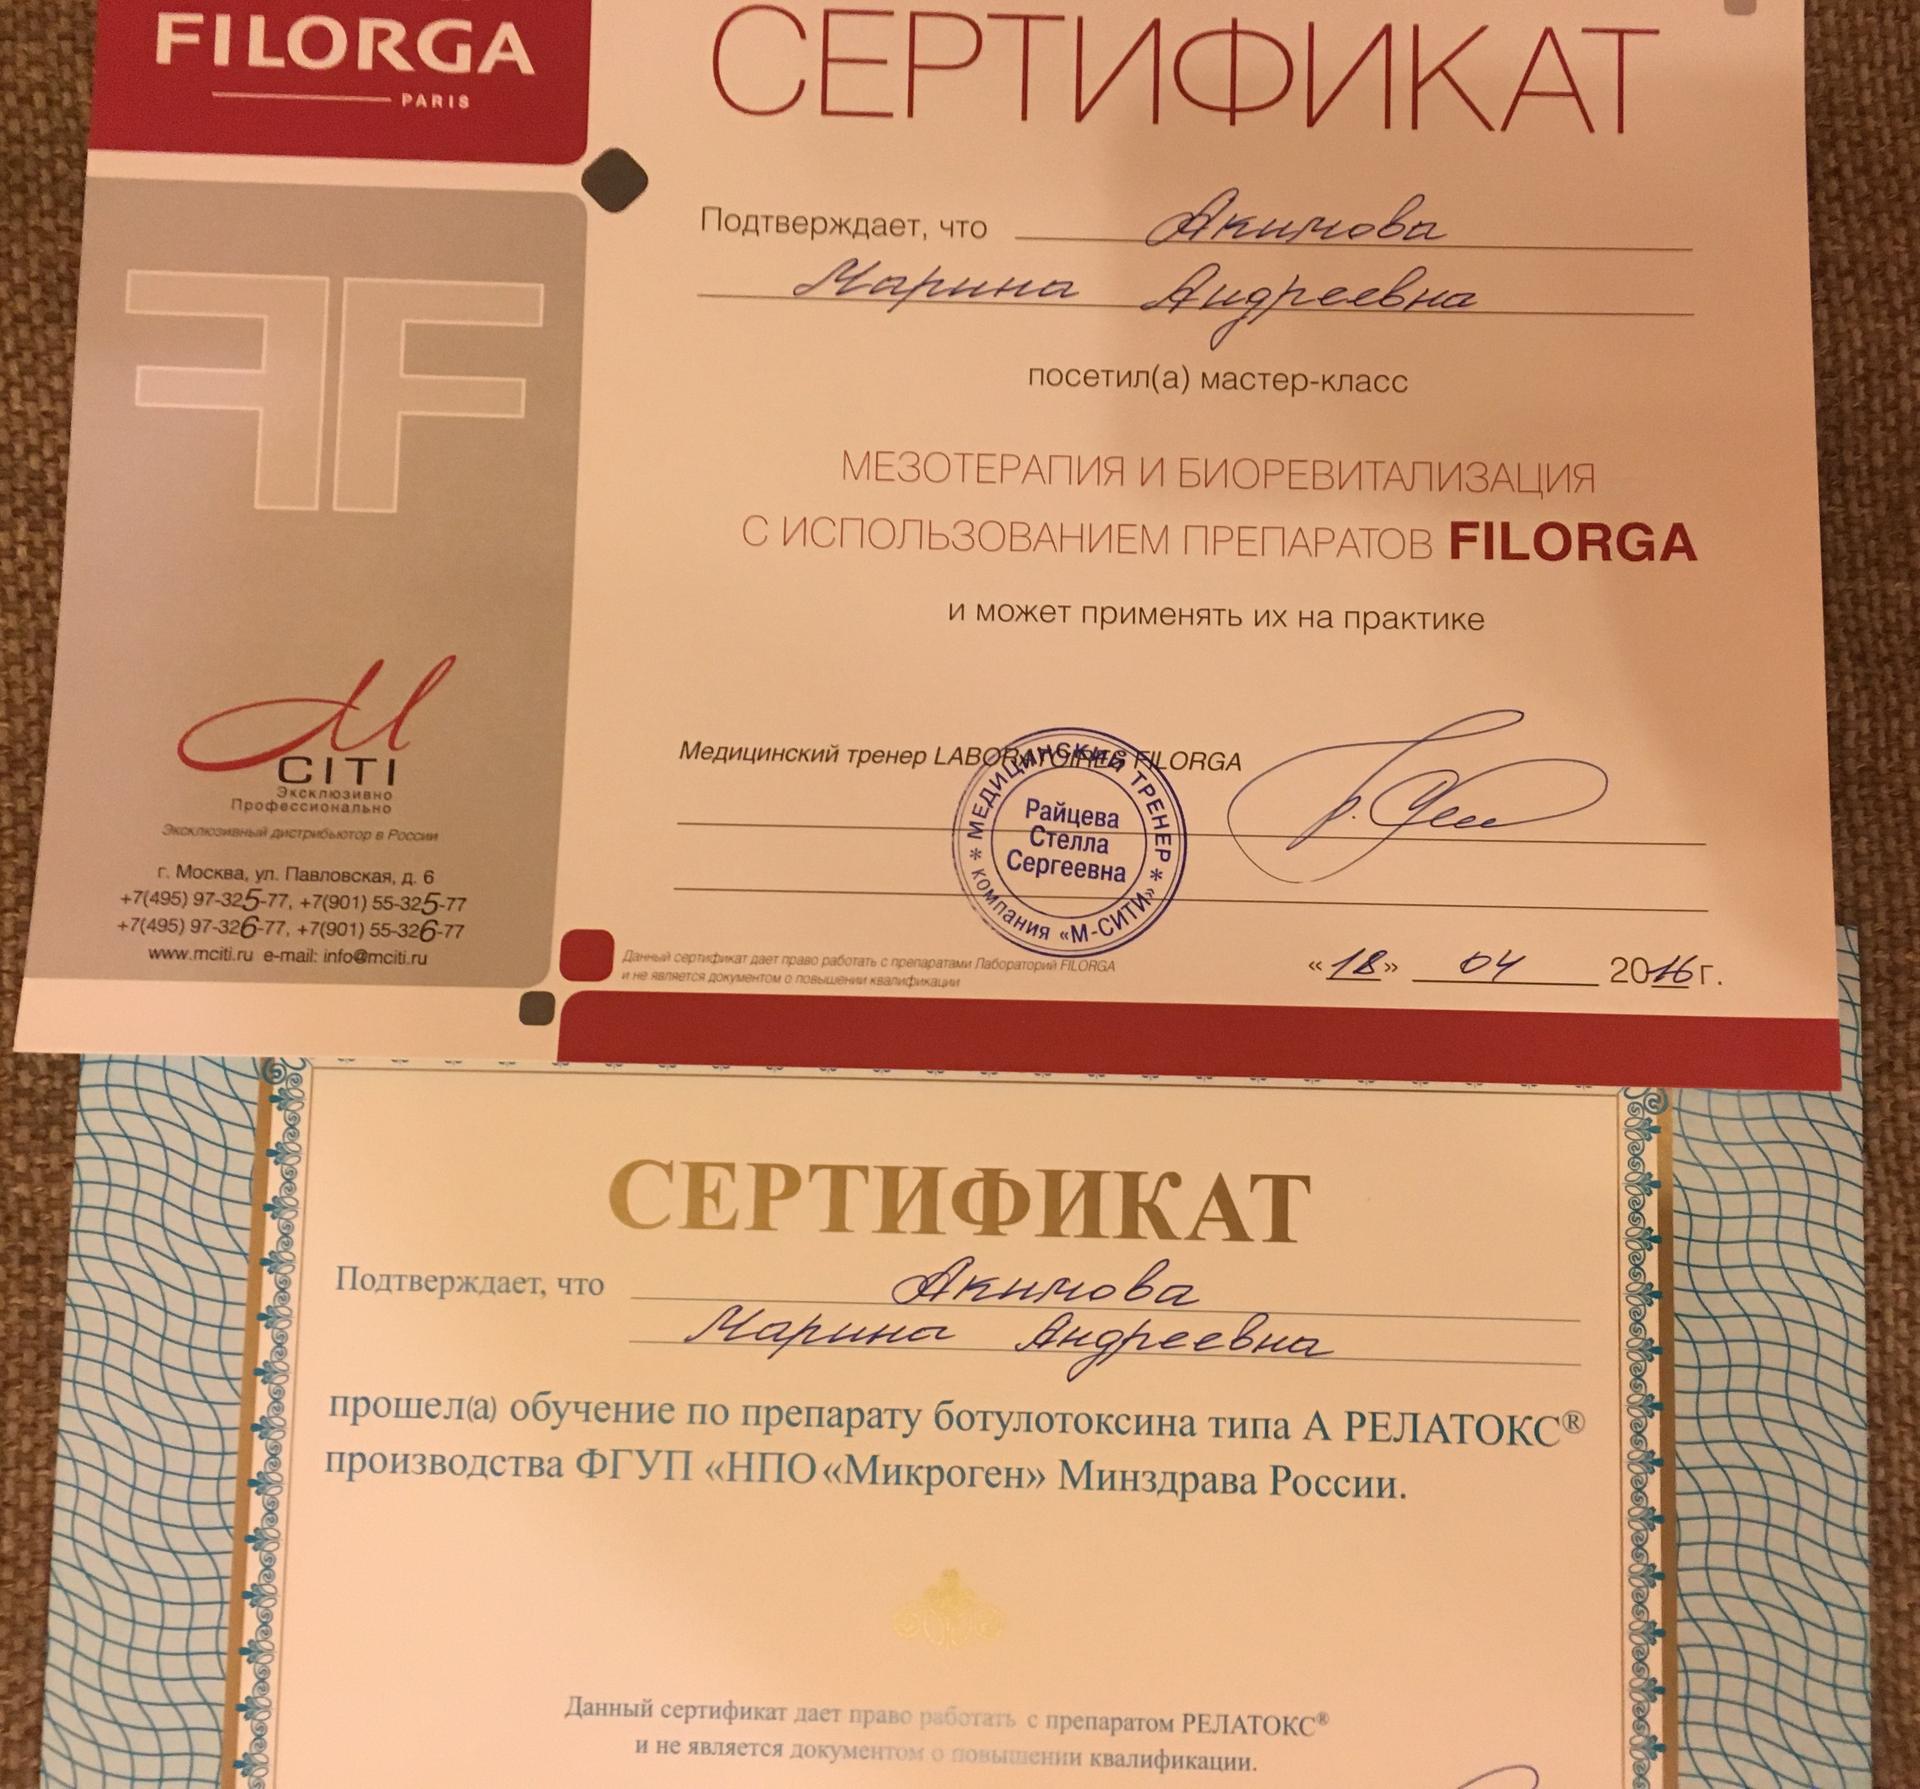 FILORGA
PARIS
СЕРТИФИКАТ
Подтверждает, что Акимова
Марина Андреевна
посетил(а) мастер-класс
МЕЗОТЕРАПИЯ И БИОРЕВИТАЛИЗАЦИЯ
С ИСПОЛЬЗОВАНИЕМ ПРЕПАРАТОВ FILORGA
и может применять их на практике
M
CITI
Эксклюзивно
Профессионально
Эксклюзивный дистрибьютор в России
г. Москва, ул. Павловская, д. 6
+7(495) 97-325-77, +7(901) 55-325-77
+7(495) 97-326-77, +7(901) 55-326-77
www.mciti.ru e-mail: info@mciti.ru
Медицинский тренер LABORATOIRES FILORGA
МЕДИЦИНСКИЙ ТРЕНЕР
Райцева
Стелла
Сергеевна
компания «М-СИТИ»
Данный сертификат дает право работать с препаратами Лабораторий FILORGA
и не является документом о повышении квалификации
«18» 04 2016 г.
СЕРТИФИКАТ
Подтверждает, что Акимова
Марина Андреевна
прошел(а) обучение по препарату ботулотоксина типа А РЕЛАТОКС®
производства ФГУП «НПО «Микроген» Минздрава России.
Данный сертификат дает право работать с препаратом РЕЛАТОКС®
и не является документом о повышении квалификации.